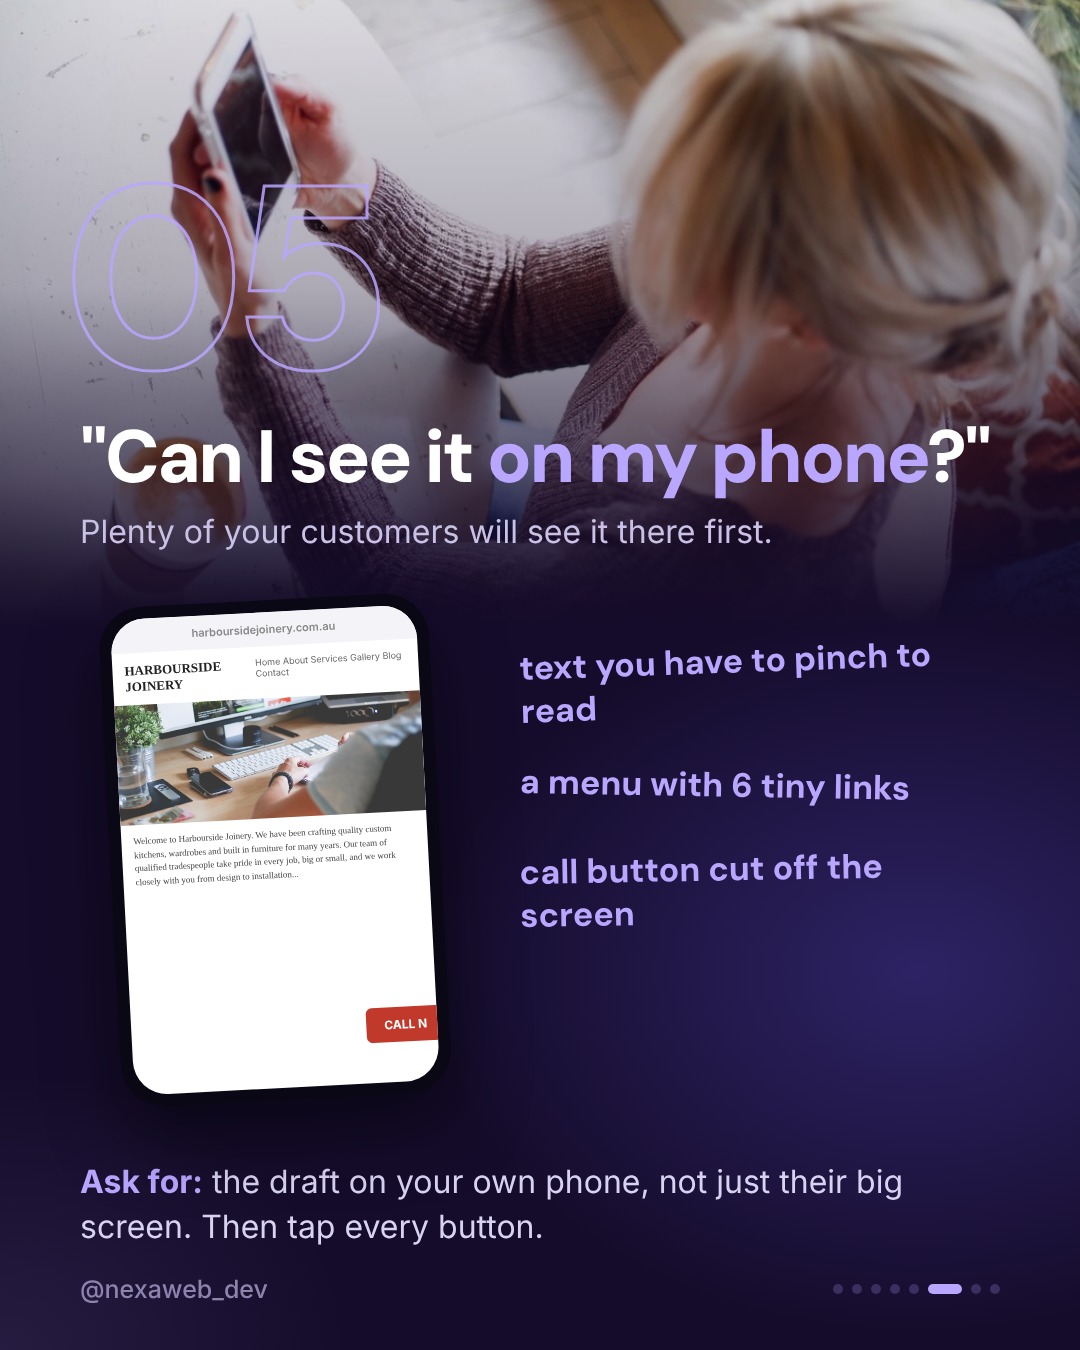 05
"Can I see it on my phone?"
Plenty of your customers will see it there first.
harboursidejoinery.com.au
HARBOURSIDE
JOINERY
Home About Services Gallery Blog
Contact
Welcome to Harbourside Joinery. We have been crafting quality custom
kitchens, wardrobes and built in furniture for many years. Our team of
qualified tradespeople take pride in every job, big or small, and we work
closely with you from design to installation...
CALL N
text you have to pinch to
read
a menu with 6 tiny links
call button cut off the
screen
Ask for: the draft on your own phone, not just their big
screen. Then tap every button.
@nexaweb_dev